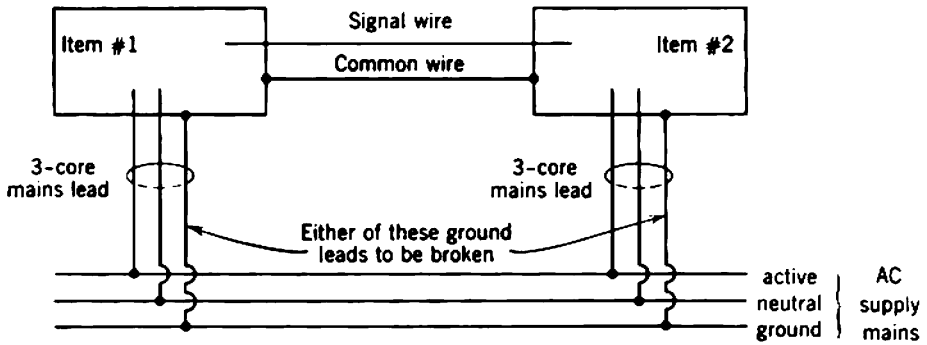 Signal wire
Item #1
Item #2
Common wire
3-core
mains lead
3-core
mains lead
Either of these ground
leads to be broken
active
neutral
ground
AC
supply
mains